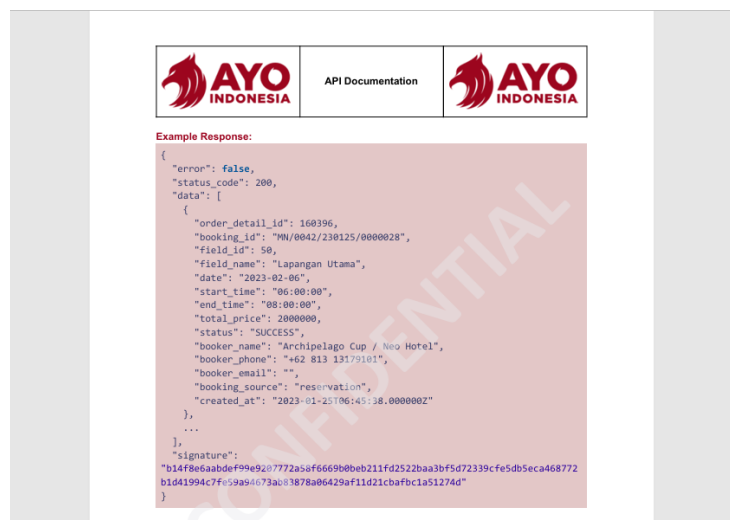 AYO
INDONESIA
API Documentation
AYO
INDONESIA
Example Response:
{
"error": false,
"status_code": 200,
"data": [
{
"order_detail_id": 160396,
"booking_id": "MN/0042/230125/0000028",
"field_id": 50,
"field_name": "Lapangan Utama",
"date": "2023-02-06",
"start_time": "06:00:00",
"end_time": "08:00:00",
"total_price": 2000000,
"status": "SUCCESS",
"booker_name": "Archipelago Cup / Neo Hotel",
"booker_phone": "+62 813 13179101",
"booker_email": "",
"booking_source": "reservation",
"created_at": "2023-01-25T06:45:38.000000Z"
},
...
],
"signature":
"b14f8e6aabdef99e9207772a58f6669b0beb211fd2522baa3bf5d72339cfe5db5eca468772
b1d41994c7fe59a94673ab83878a06429af11d21cbafbc1a51274d"
}
CONFIDENTIAL